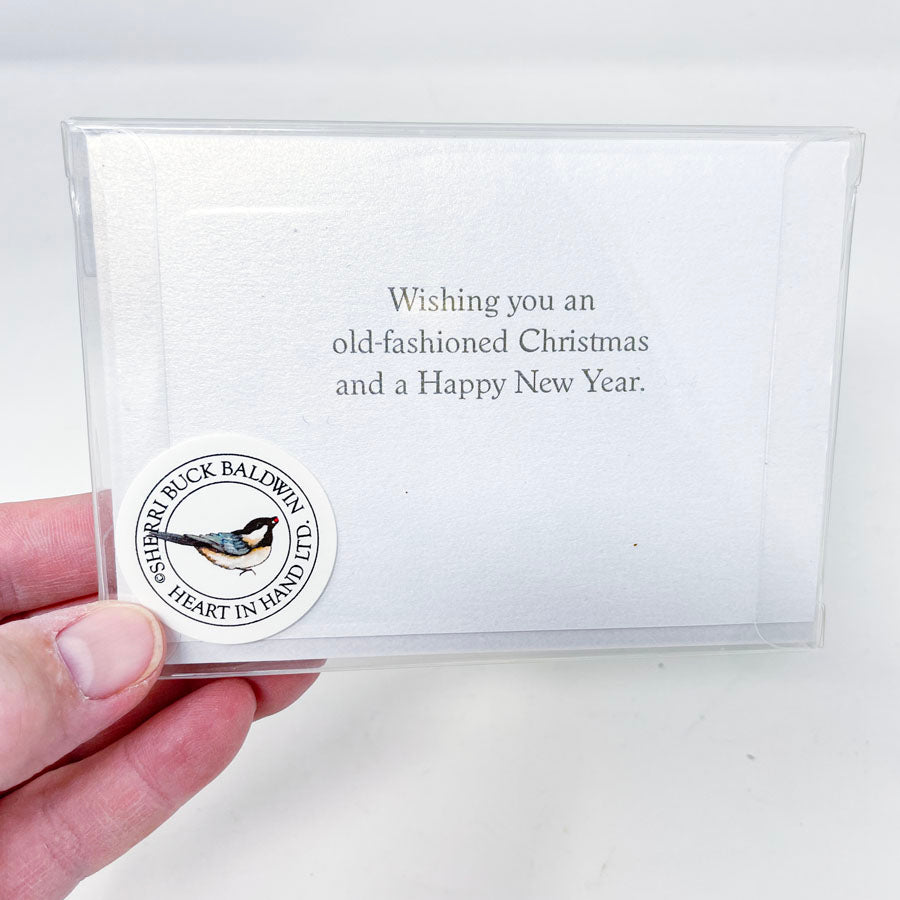 Wishing you an
old-fashioned Christmas
and a Happy New Year.
©SHERRI BUCK BALDWIN.
HEART IN HAND LTD.